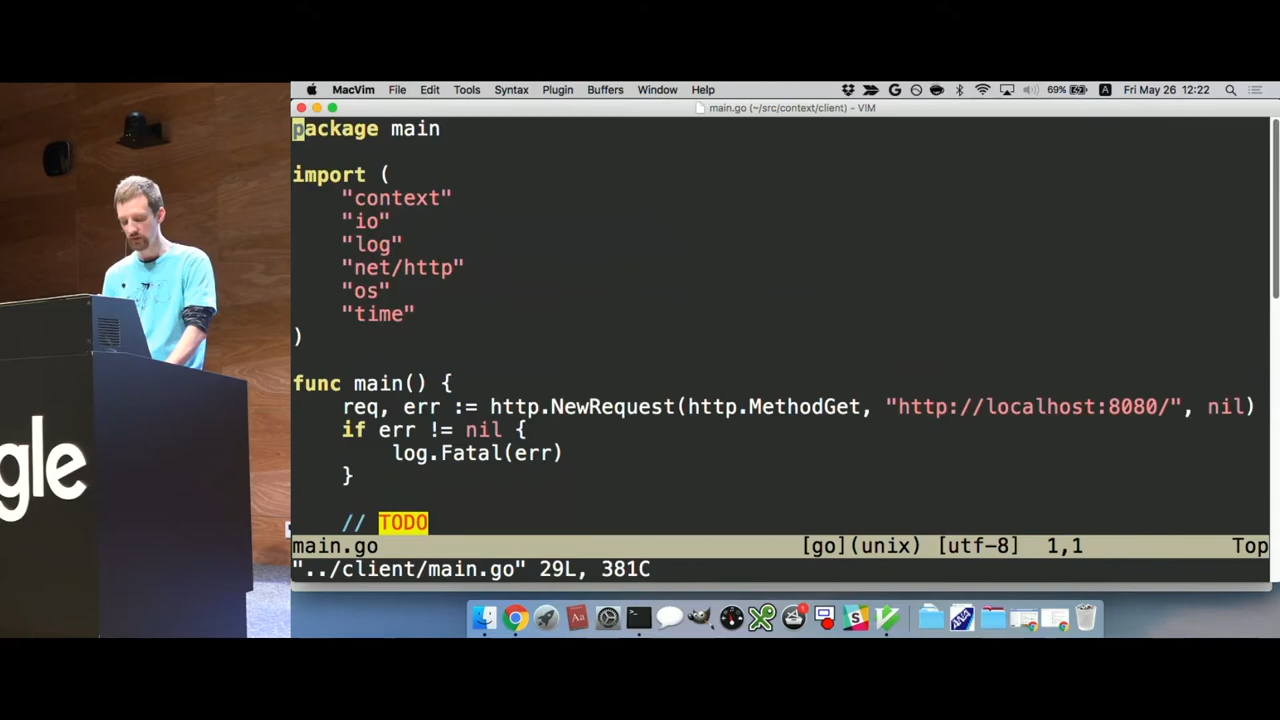 MacVim File Edit Tools Syntax Plugin Buffers Window Help 69% A Fri May 26 12:22
main.go (~/src/context/client) - VIM
package main
import (
"context"
"io"
"log"
"net/http"
"os"
"time"
)
func main() {
req, err := http.NewRequest(http.MethodGet, "http://localhost:8080/", nil)
if err != nil {
log.Fatal(err)
}
// TODO
main.go [go](unix) [utf-8] 1,1 Top
"../client/main.go" 29L, 381C
gle